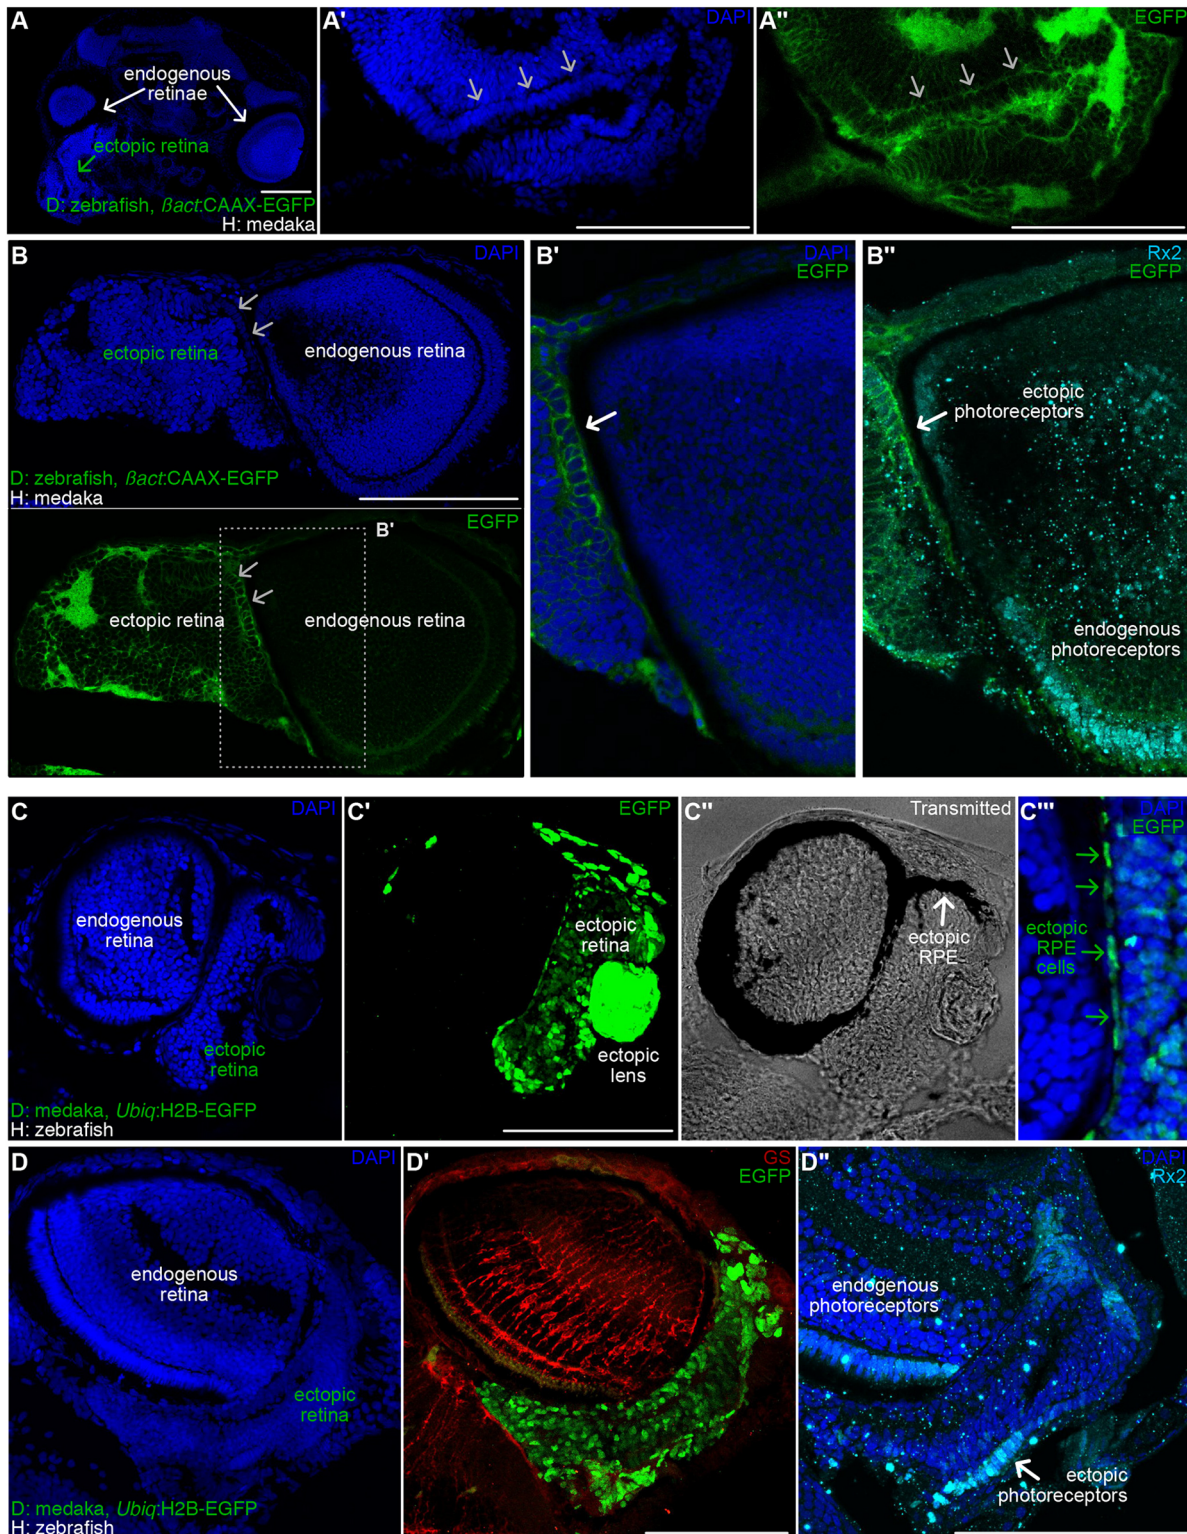 A
endogenous
retinae
ectopic retina
D: zebrafish, βact:CAAX-EGFP
H: medaka
A'
DAPI
A"
EGFP
B
DAPI
ectopic retina
endogenous retina
D: zebrafish, βact:CAAX-EGFP
H: medaka
EGFP
B'
ectopic retina
endogenous retina
B'
DAPI
EGFP
B"
Rx2
EGFP
ectopic
photoreceptors
endogenous
photoreceptors
C
DAPI
endogenous
retina
ectopic
retina
D: medaka, Ubiq:H2B-EGFP
H: zebrafish
C'
EGFP
ectopic
retina
ectopic
lens
C"
Transmitted
ectopic
RPE
C'"
DAPI
EGFP
ectopic
RPE
cells
D
DAPI
endogenous
retina
ectopic
retina
D: medaka, Ubiq:H2B-EGFP
H: zebrafish
D'
GS
EGFP
D"
DAPI
Rx2
endogenous
photoreceptors
ectopic
photoreceptors